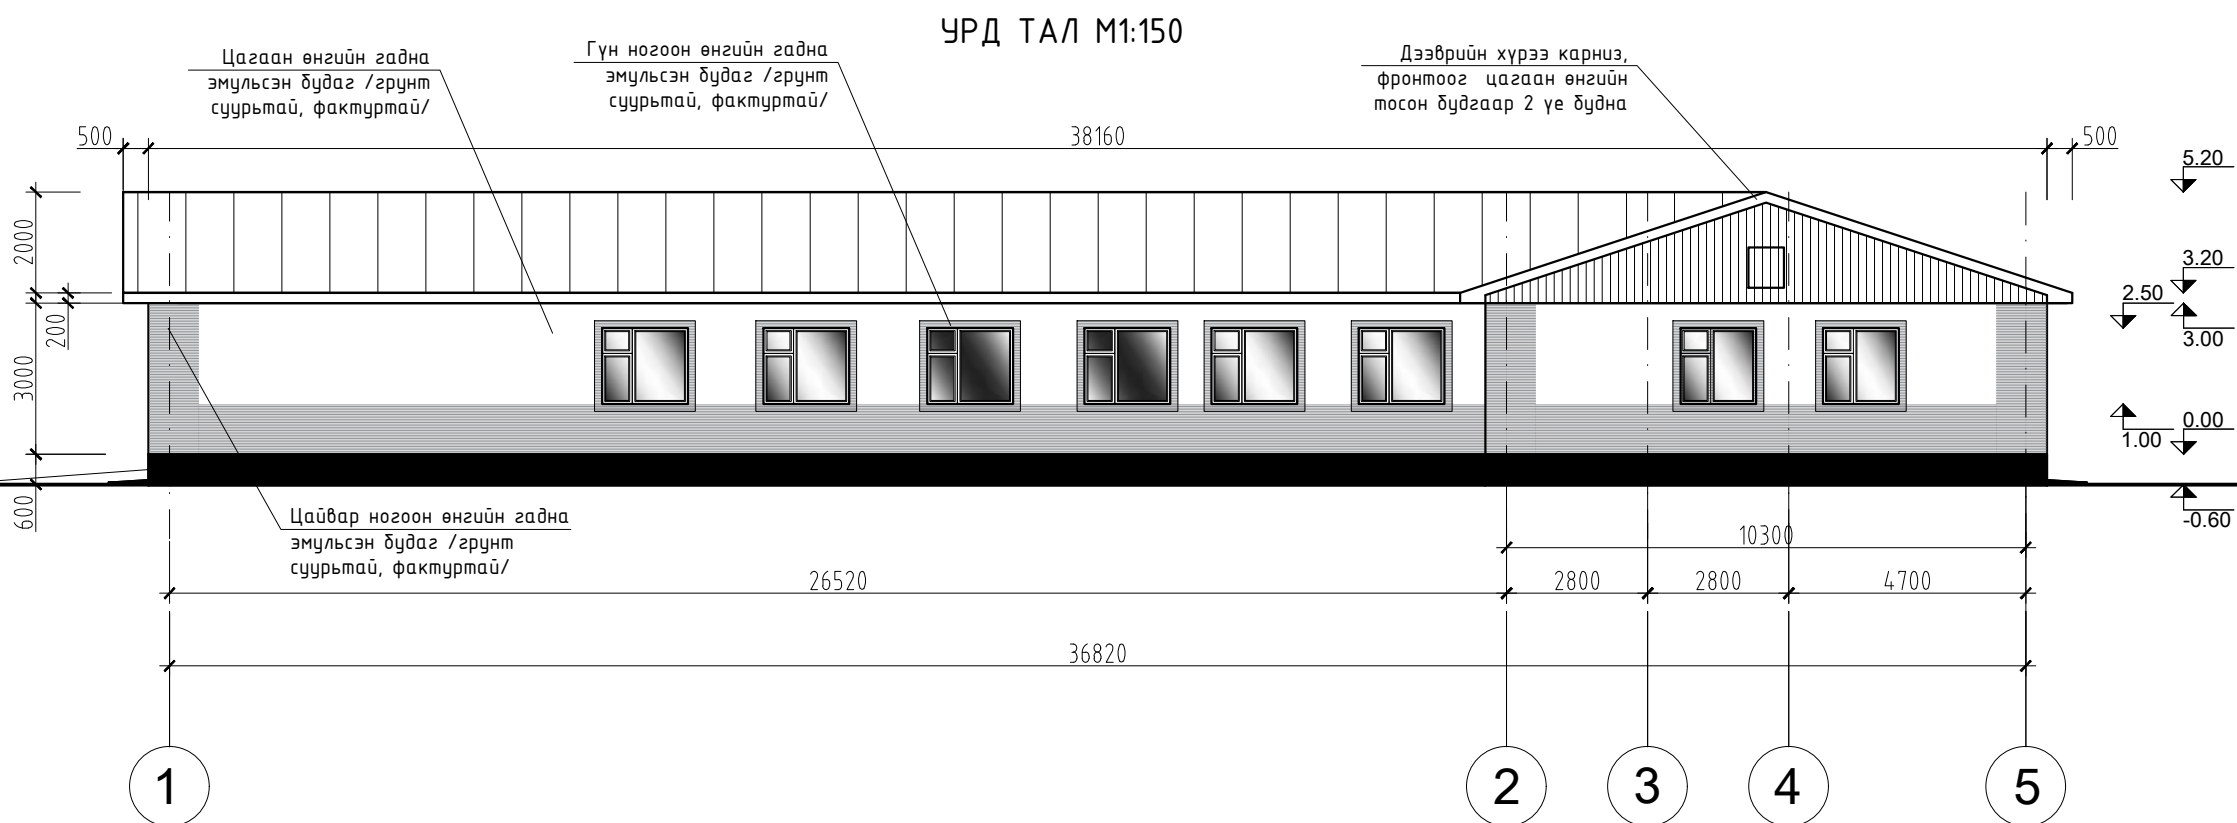 УРД ТАЛ М1:150
Цагаан өнгийн гадна
эмульсэн будаг /грунт
суурьтай, фактуртай/
Гүн ногоон өнгийн гадна
эмульсэн будаг /грунт
суурьтай, фактуртай/
Дээврийн хүрээ карниз,
фронтоог цагаан өнгийн
тосон будгаар 2 үе будна
500
38160
500
5.20
2000
3.20
2.50
200
3.00
3000
0.00
1.00
600
-0.60
Цайвар ногоон өнгийн гадна
эмульсэн будаг /грунт
суурьтай, фактуртай/
10300
26520
2800
2800
4700
36820
1
2
3
4
5